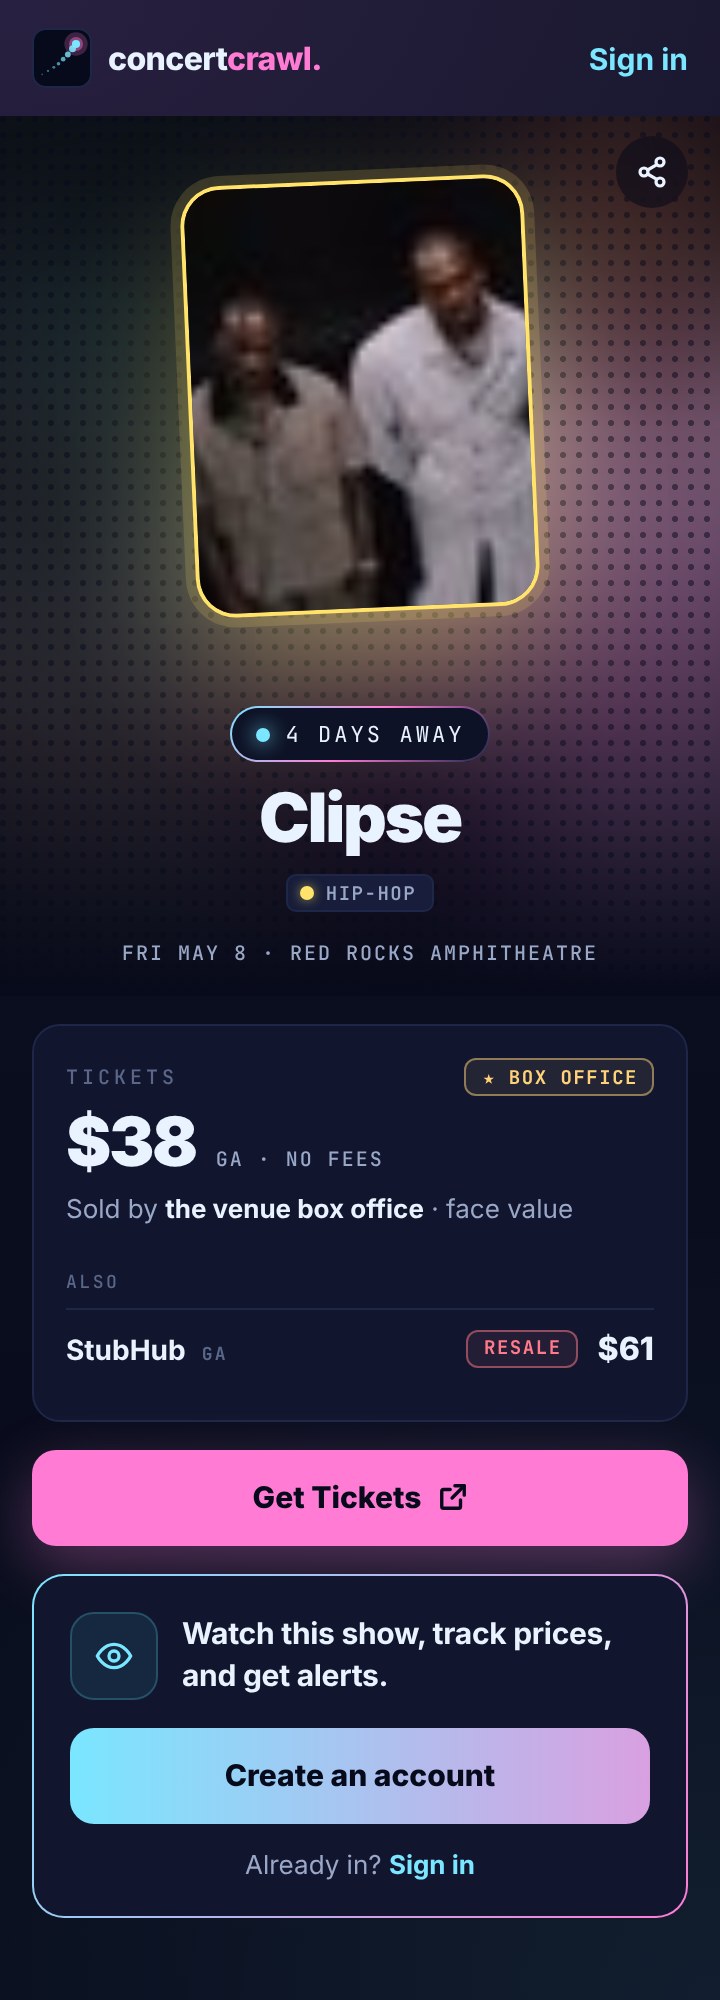 concertcrawl.
Sign in
4 DAYS AWAY
Clipse
HIP-HOP
FRI MAY 8 · RED ROCKS AMPHITHEATRE
TICKETS
★ BOX OFFICE
$38 GA · NO FEES
Sold by the venue box office · face value
ALSO
StubHub GA RESALE $61
Get Tickets
Watch this show, track prices,
and get alerts.
Create an account
Already in? Sign in